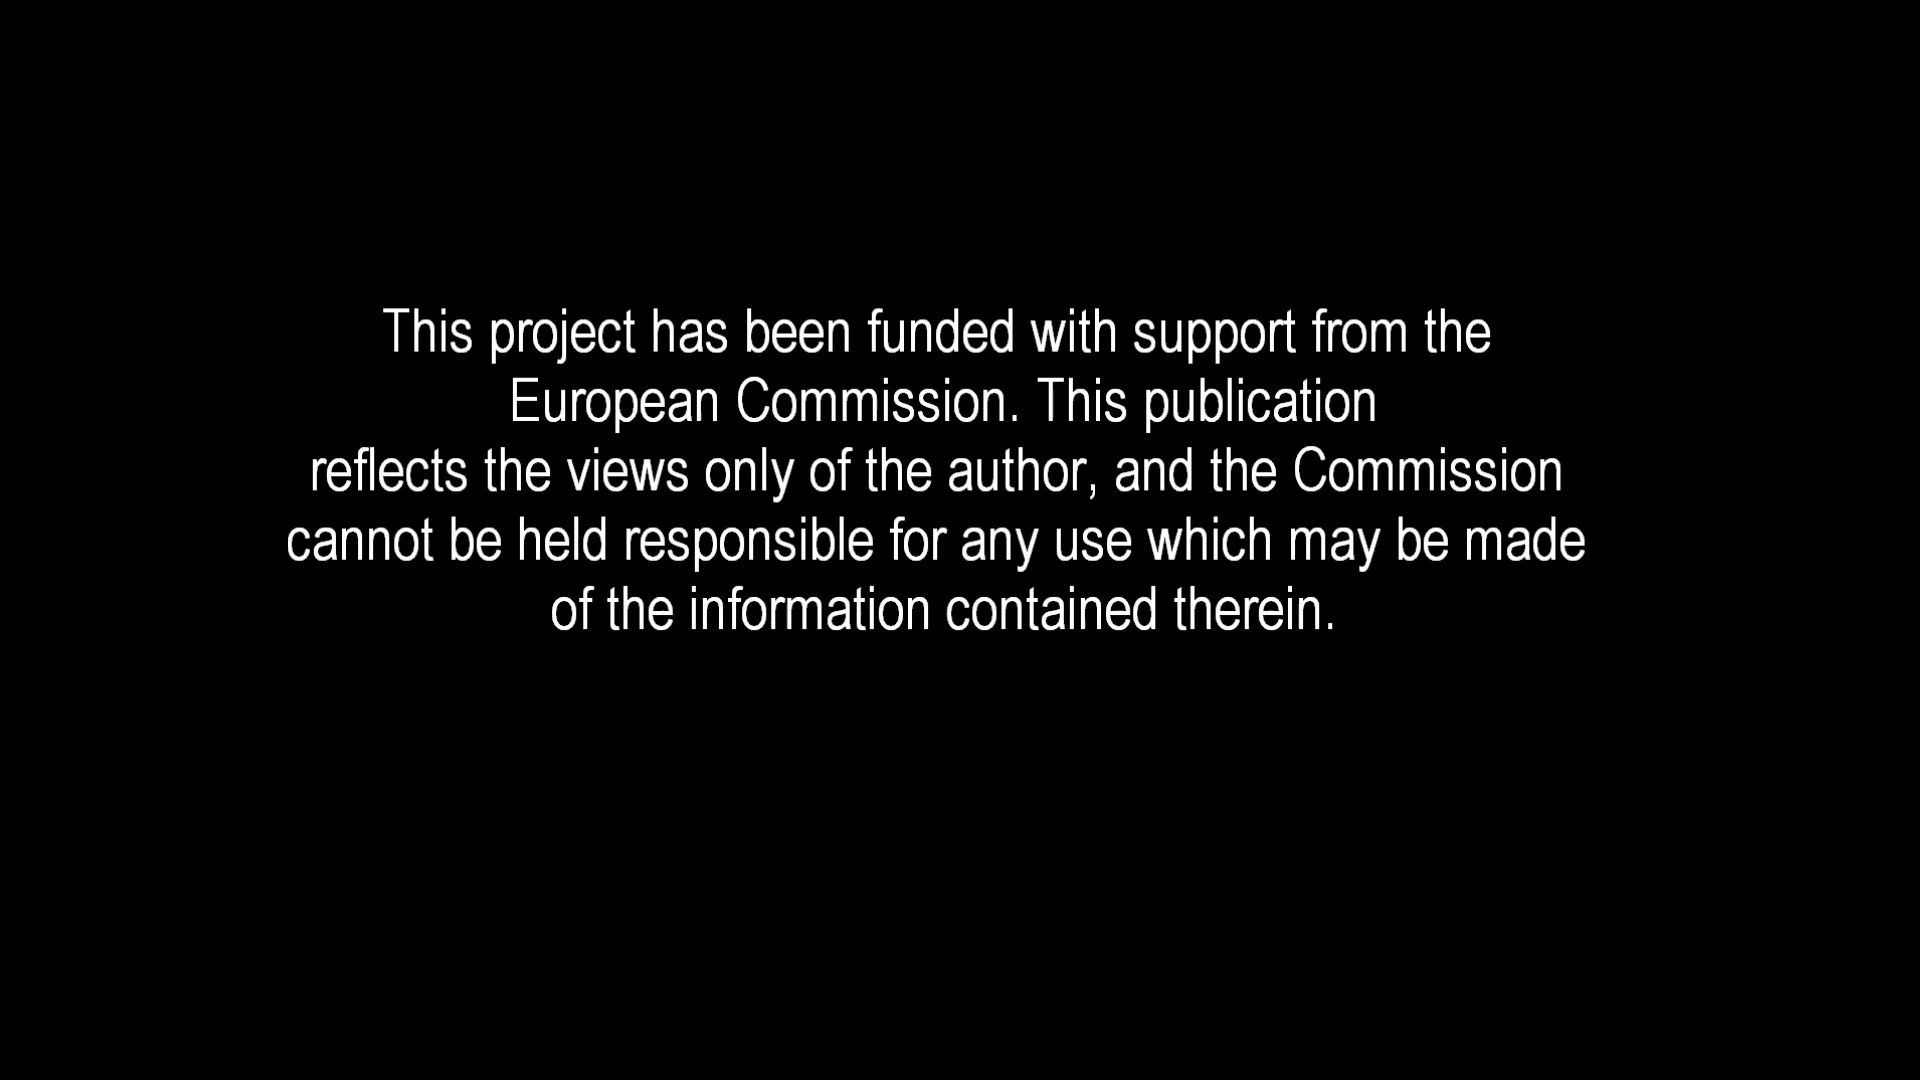 This project has been funded with support from the
European Commission. This publication
reflects the views only of the author, and the Commission
cannot be held responsible for any use which may be made
of the information contained therein.